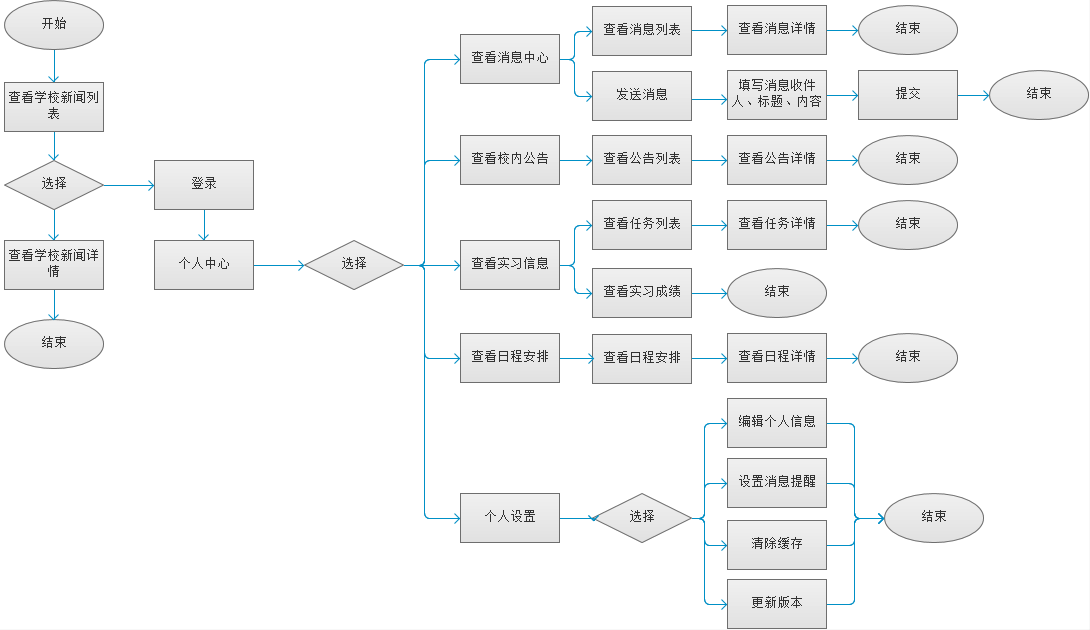 开始
查看学校新闻列
表
选择
查看学校新闻详
情
结束
登录
个人中心
选择
查看消息中心
查看消息列表
查看消息详情
结束
发送消息
填写消息收件
人、标题、内容
提交
结束
查看校内公告
查看公告列表
查看公告详情
结束
查看实习信息
查看任务列表
查看任务详情
结束
查看实习成绩
结束
查看日程安排
查看日程安排
查看日程详情
结束
个人设置
选择
编辑个人信息
设置消息提醒
清除缓存
更新版本
结束